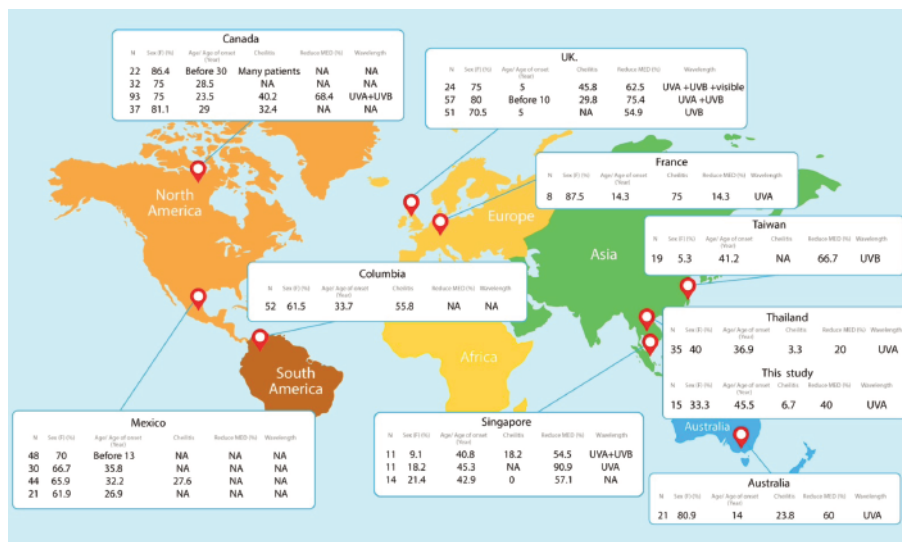 Canada
N Sex (F) (%) Age/ Age of onset (Year) Cheilitis Reduce MED (%) Wavelength
22 86.4 Before 30 Many patients NA NA
32 75 28.5 NA NA NA
93 75 23.5 40.2 68.4 UVA+UVB
37 81.1 29 32.4 NA NA
UK.
N Sex (F) (%) Age/ Age of onset (Year) Cheilitis Reduce MED (%) Wavelength
24 75 5 45.8 62.5 UVA +UVB +visible
57 80 Before 10 29.8 75.4 UVA +UVB
51 70.5 5 NA 54.9 UVB
France
N Sex (F) (%) Age/ Age of onset (Year) Cheilitis Reduce MED (%) Wavelength
8 87.5 14.3 75 14.3 UVA
North
America
Europe
Asia
Taiwan
N Sex (F) (%) Age/ Age of onset (Year) Cheilitis Reduce MED (%) Wavelength
19 5.3 41.2 NA 66.7 UVB
Columbia
N Sex (F) (%) Age/ Age of onset (Year) Cheilitis Reduce MED (%) Wavelength
52 61.5 33.7 55.8 NA NA
Thailand
N Sex (F) (%) Age/ Age of onset (Year) Cheilitis Reduce MED (%) Wavelength
35 40 36.9 3.3 20 UVA
This study
N Sex (F) (%) Age/ Age of onset (Year) Cheilitis Reduce MED (%) Wavelength
15 33.3 45.5 6.7 40 UVA
Africa
South
America
Mexico
N Sex (F) (%) Age/ Age of onset (Year) Cheilitis Reduce MED (%) Wavelength
48 70 Before 13 NA NA NA
30 66.7 35.8 NA NA NA
44 65.9 32.2 27.6 NA NA
21 61.9 26.9 NA NA NA
Singapore
N Sex (F) (%) Age/ Age of onset (Year) Cheilitis Reduce MED (%) Wavelength
11 9.1 40.8 18.2 54.5 UVA+UVB
11 18.2 45.3 NA 90.9 UVA
14 21.4 42.9 0 57.1 NA
Australia
Australia
N Sex (F) (%) Age/ Age of onset (Year) Cheilitis Reduce MED (%) Wavelength
21 80.9 14 23.8 60 UVA